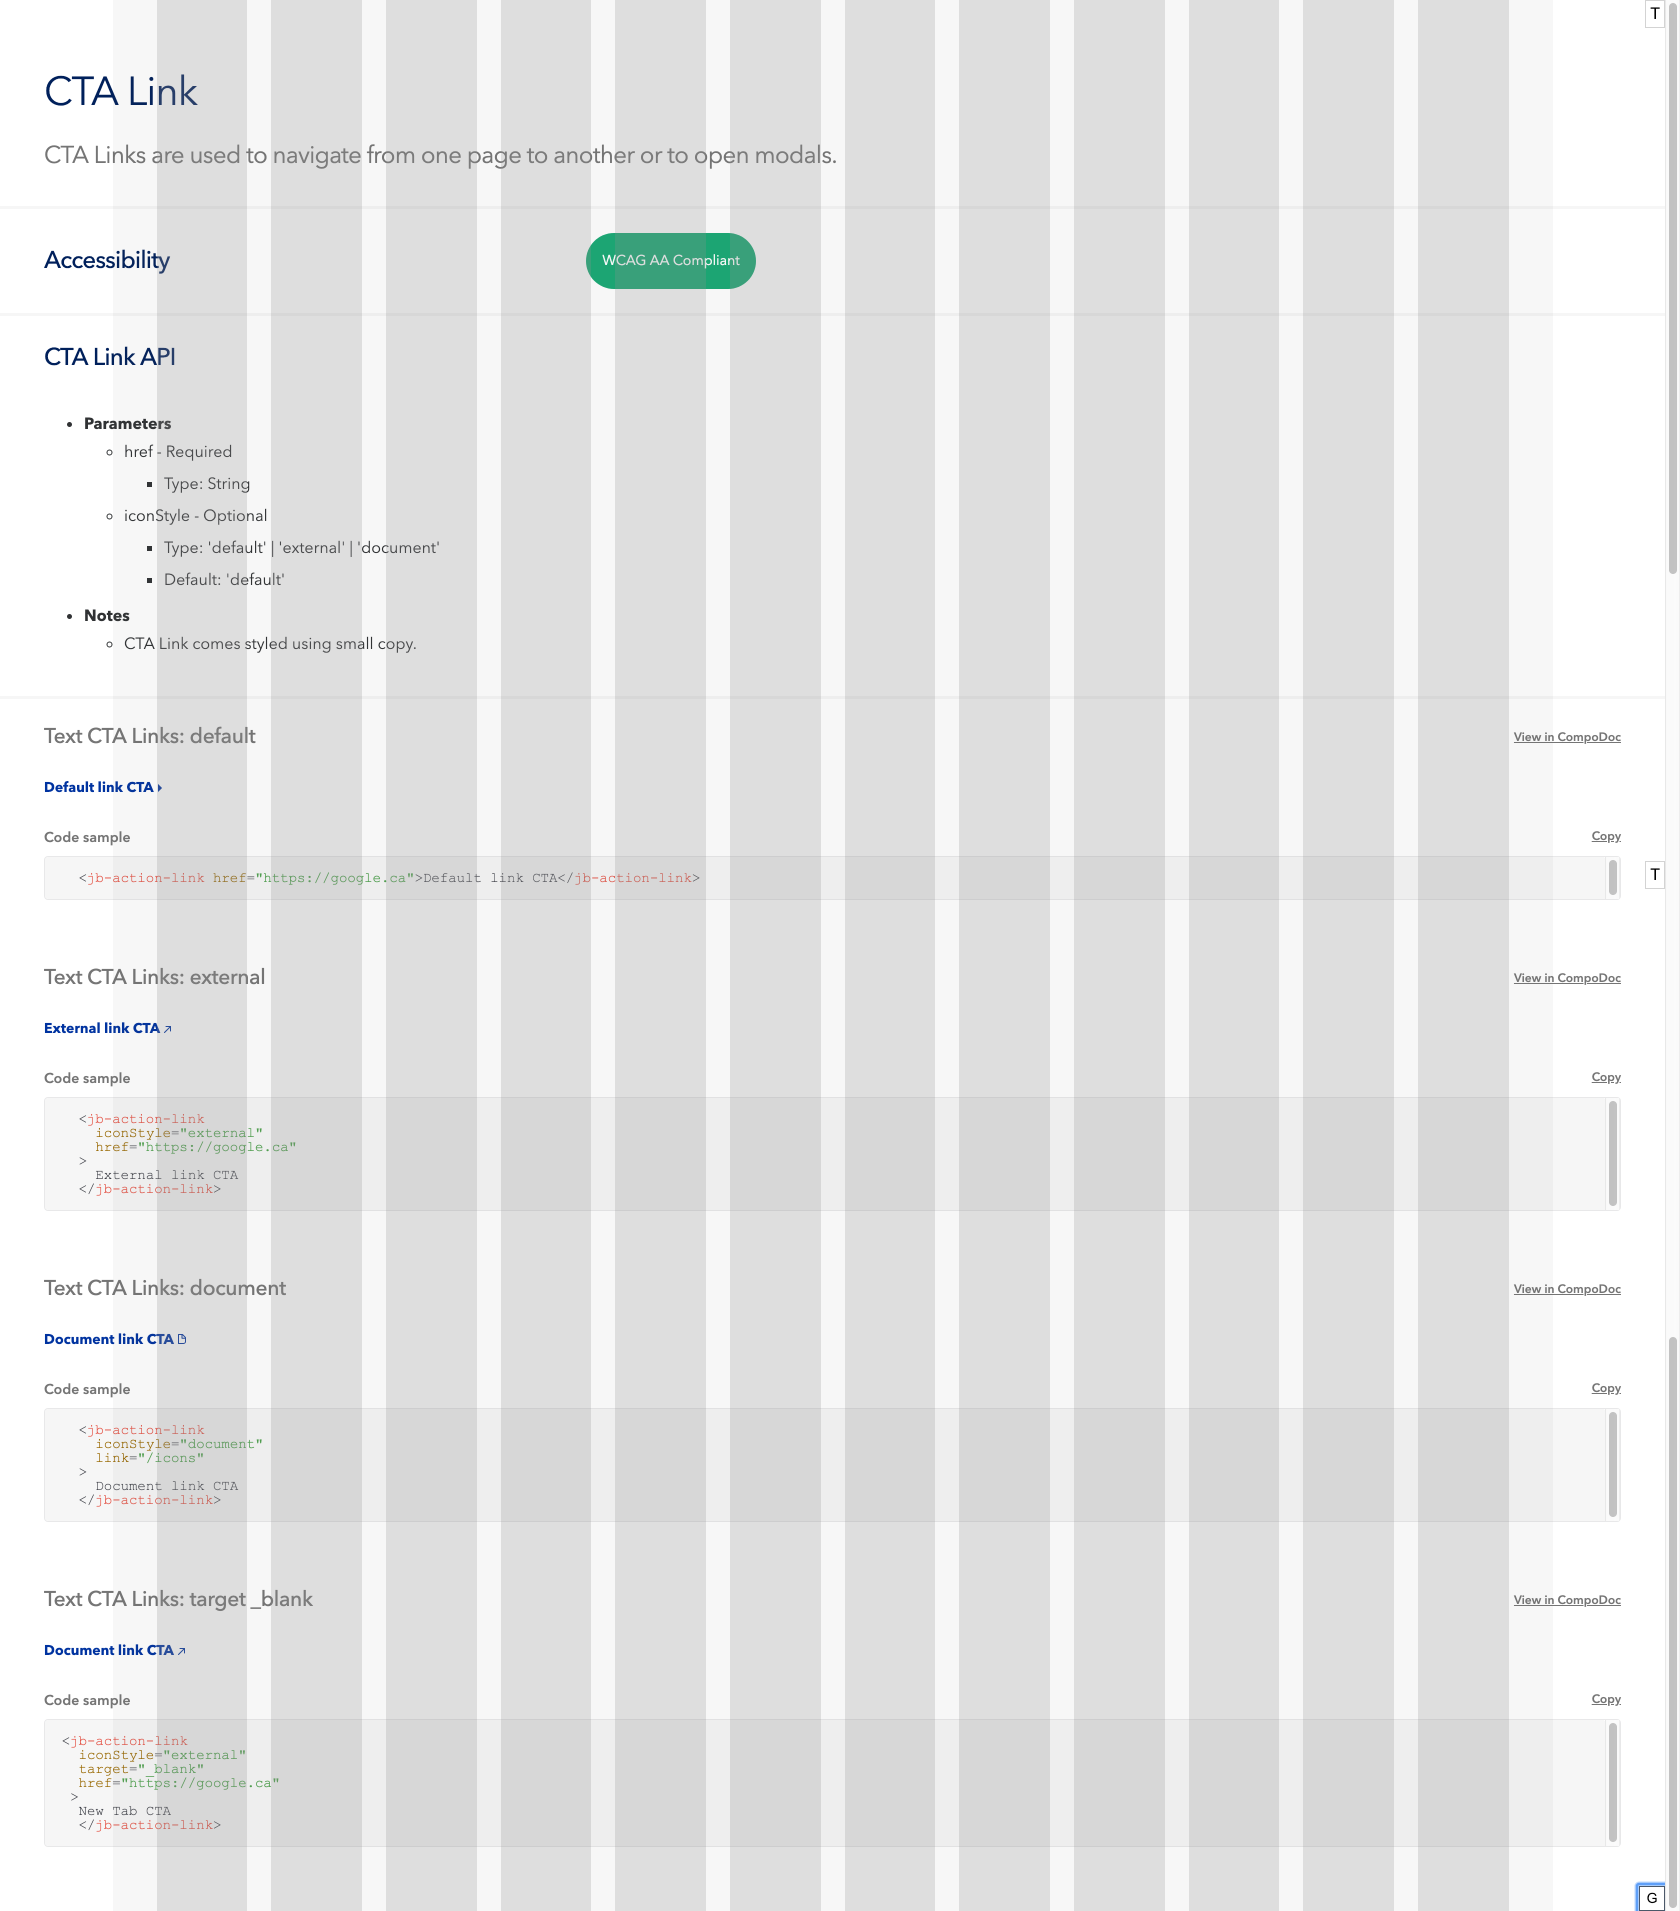 T
CTA Link
CTA Links are used to navigate from one page to another or to open modals.
Accessibility
WCAG AA Compliant
CTA Link API
Parameters
href - Required
Type: String
iconStyle - Optional
Type: 'default' | 'external' | 'document'
Default: 'default'
Notes
CTA Link comes styled using small copy.
Text CTA Links: default
View in CompoDoc
Default link CTA
Code sample
Copy
<jb-action-link href="https://google.ca">Default link CTA</jb-action-link>
T
Text CTA Links: external
View in CompoDoc
External link CTA
Code sample
Copy
<jb-action-link
iconStyle="external"
href="https://google.ca"
>
External link CTA
</jb-action-link>
Text CTA Links: document
View in CompoDoc
Document link CTA
Code sample
Copy
<jb-action-link
iconStyle="document"
link="/icons"
>
Document link CTA
</jb-action-link>
Text CTA Links: target _blank
View in CompoDoc
Document link CTA
Code sample
Copy
<jb-action-link
iconStyle="external"
target="_blank"
href="https://google.ca"
>
New Tab CTA
</jb-action-link>
G